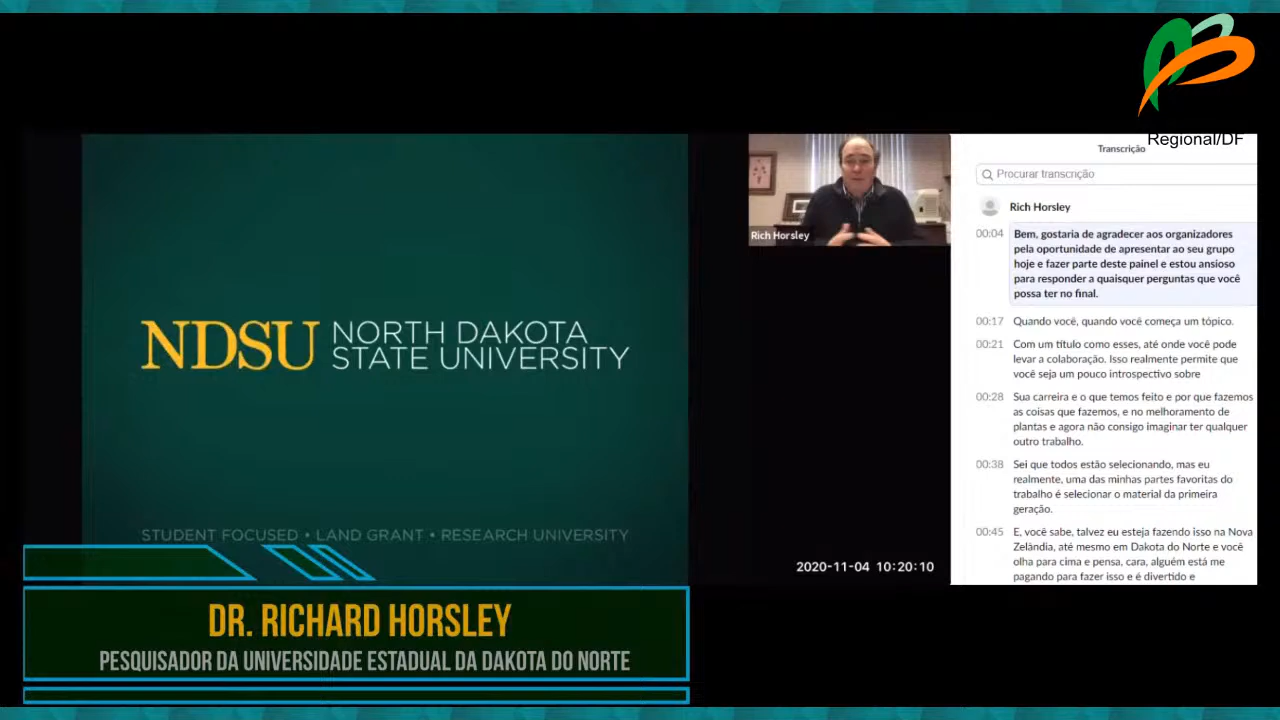 Regional/DF
NDSU NORTH DAKOTA
STATE UNIVERSITY
STUDENT FOCUSED • LAND GRANT • RESEARCH UNIVERSITY
DR. RICHARD HORSLEY
PESQUISADOR DA UNIVERSIDADE ESTADUAL DA DAKOTA DO NORTE
Rich Horsley
2020-11-04 10:20:10
Transcrição
Procurar transcrição
Rich Horsley
00:04 Bem, gostaria de agradecer aos organizadores
pela oportunidade de apresentar ao seu grupo
hoje e fazer parte deste painel e estou ansioso
para responder a quaisquer perguntas que você
possa ter no final.
00:17 Quando você, quando você começa um tópico.
00:21 Com um título como esses, até onde você pode
levar a colaboração. Isso realmente permite que
você seja um pouco introspectivo sobre
00:28 Sua carreira e o que temos feito e por que fazemos
as coisas que fazemos, e no melhoramento de
plantas e agora não consigo imaginar ter qualquer
outro trabalho.
00:38 Sei que todos estão selecionando, mas eu
realmente, uma das minhas partes favoritas do
trabalho é selecionar o material da primeira
geração.
00:45 E, você sabe, talvez eu esteja fazendo isso na Nova
Zelândia, até mesmo em Dakota do Norte e você
olha para cima e pensa, cara, alguém está me
pagando para fazer isso e é divertido e